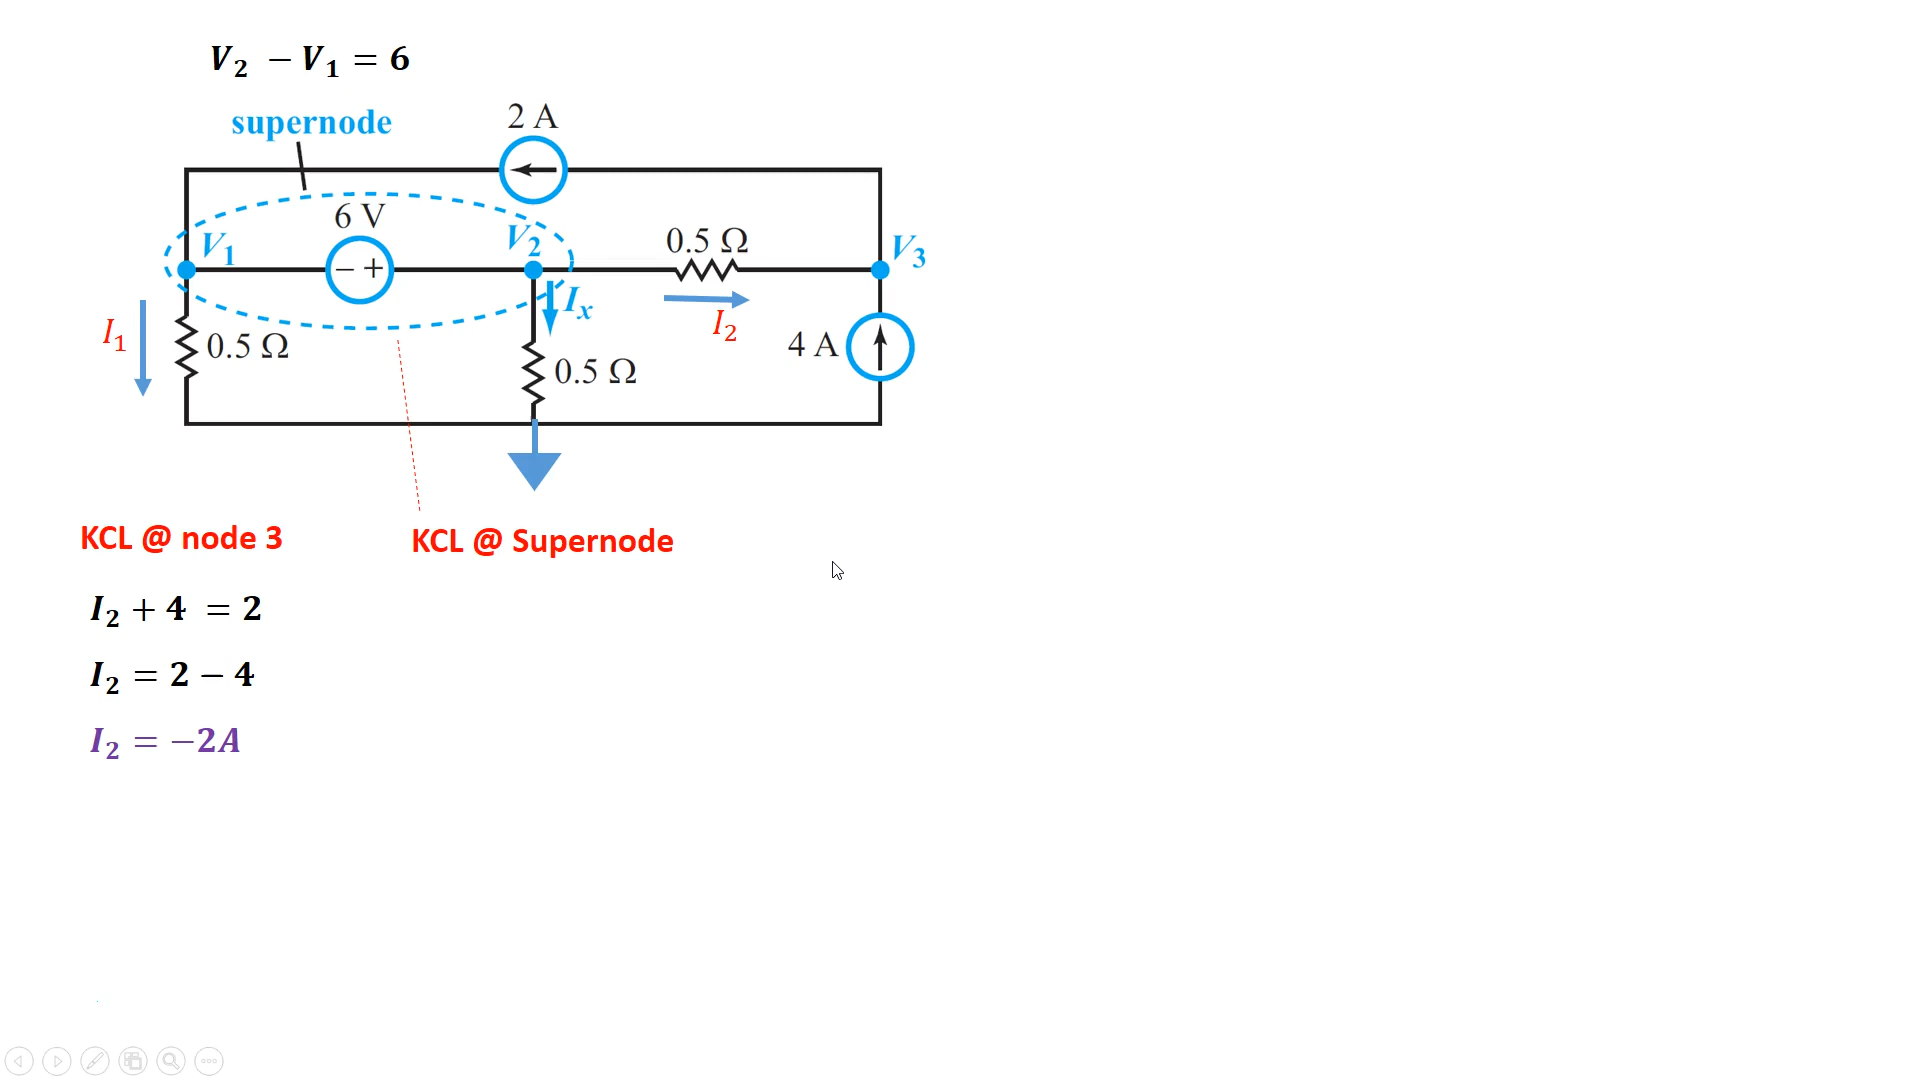 V₂ − V₁ = 6
supernode
2 A
6 V
V₁
V₂
0.5 Ω
V₃
Iₓ
I₁
0.5 Ω
I₂
4 A
0.5 Ω
− +
KCL @ node 3
KCL @ Supernode
I₂ + 4 = 2
I₂ = 2 − 4
I₂ = −2A